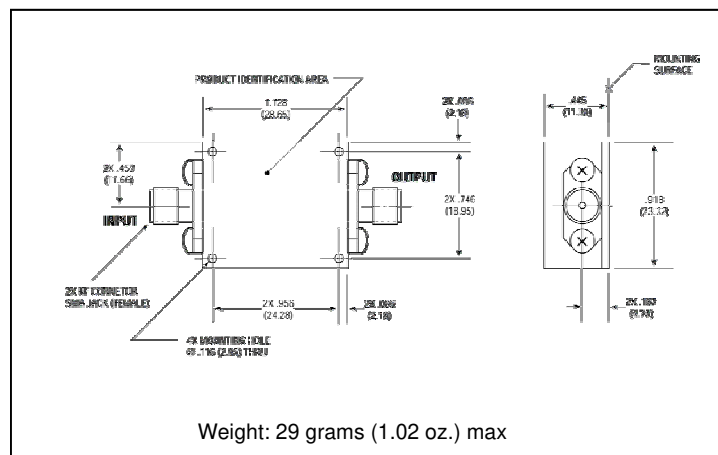 MOUNTING
SURFACE
PRODUCT IDENTIFICATION AREA
1.128
(28.65)
2X .086
(2.18)
.445
(11.30)
2X .459
(11.66)
OUTPUT
2X .746
(18.95)
.918
(23.32)
INPUT
2X RF CONNETOR
SMA JACK (FEMALE)
2X .956
(24.28)
2X .086
(2.18)
2X
4X MOUNTING HOLE
Ø .116 (2.95) THRU
Weight: 29 grams (1.02 oz.) max